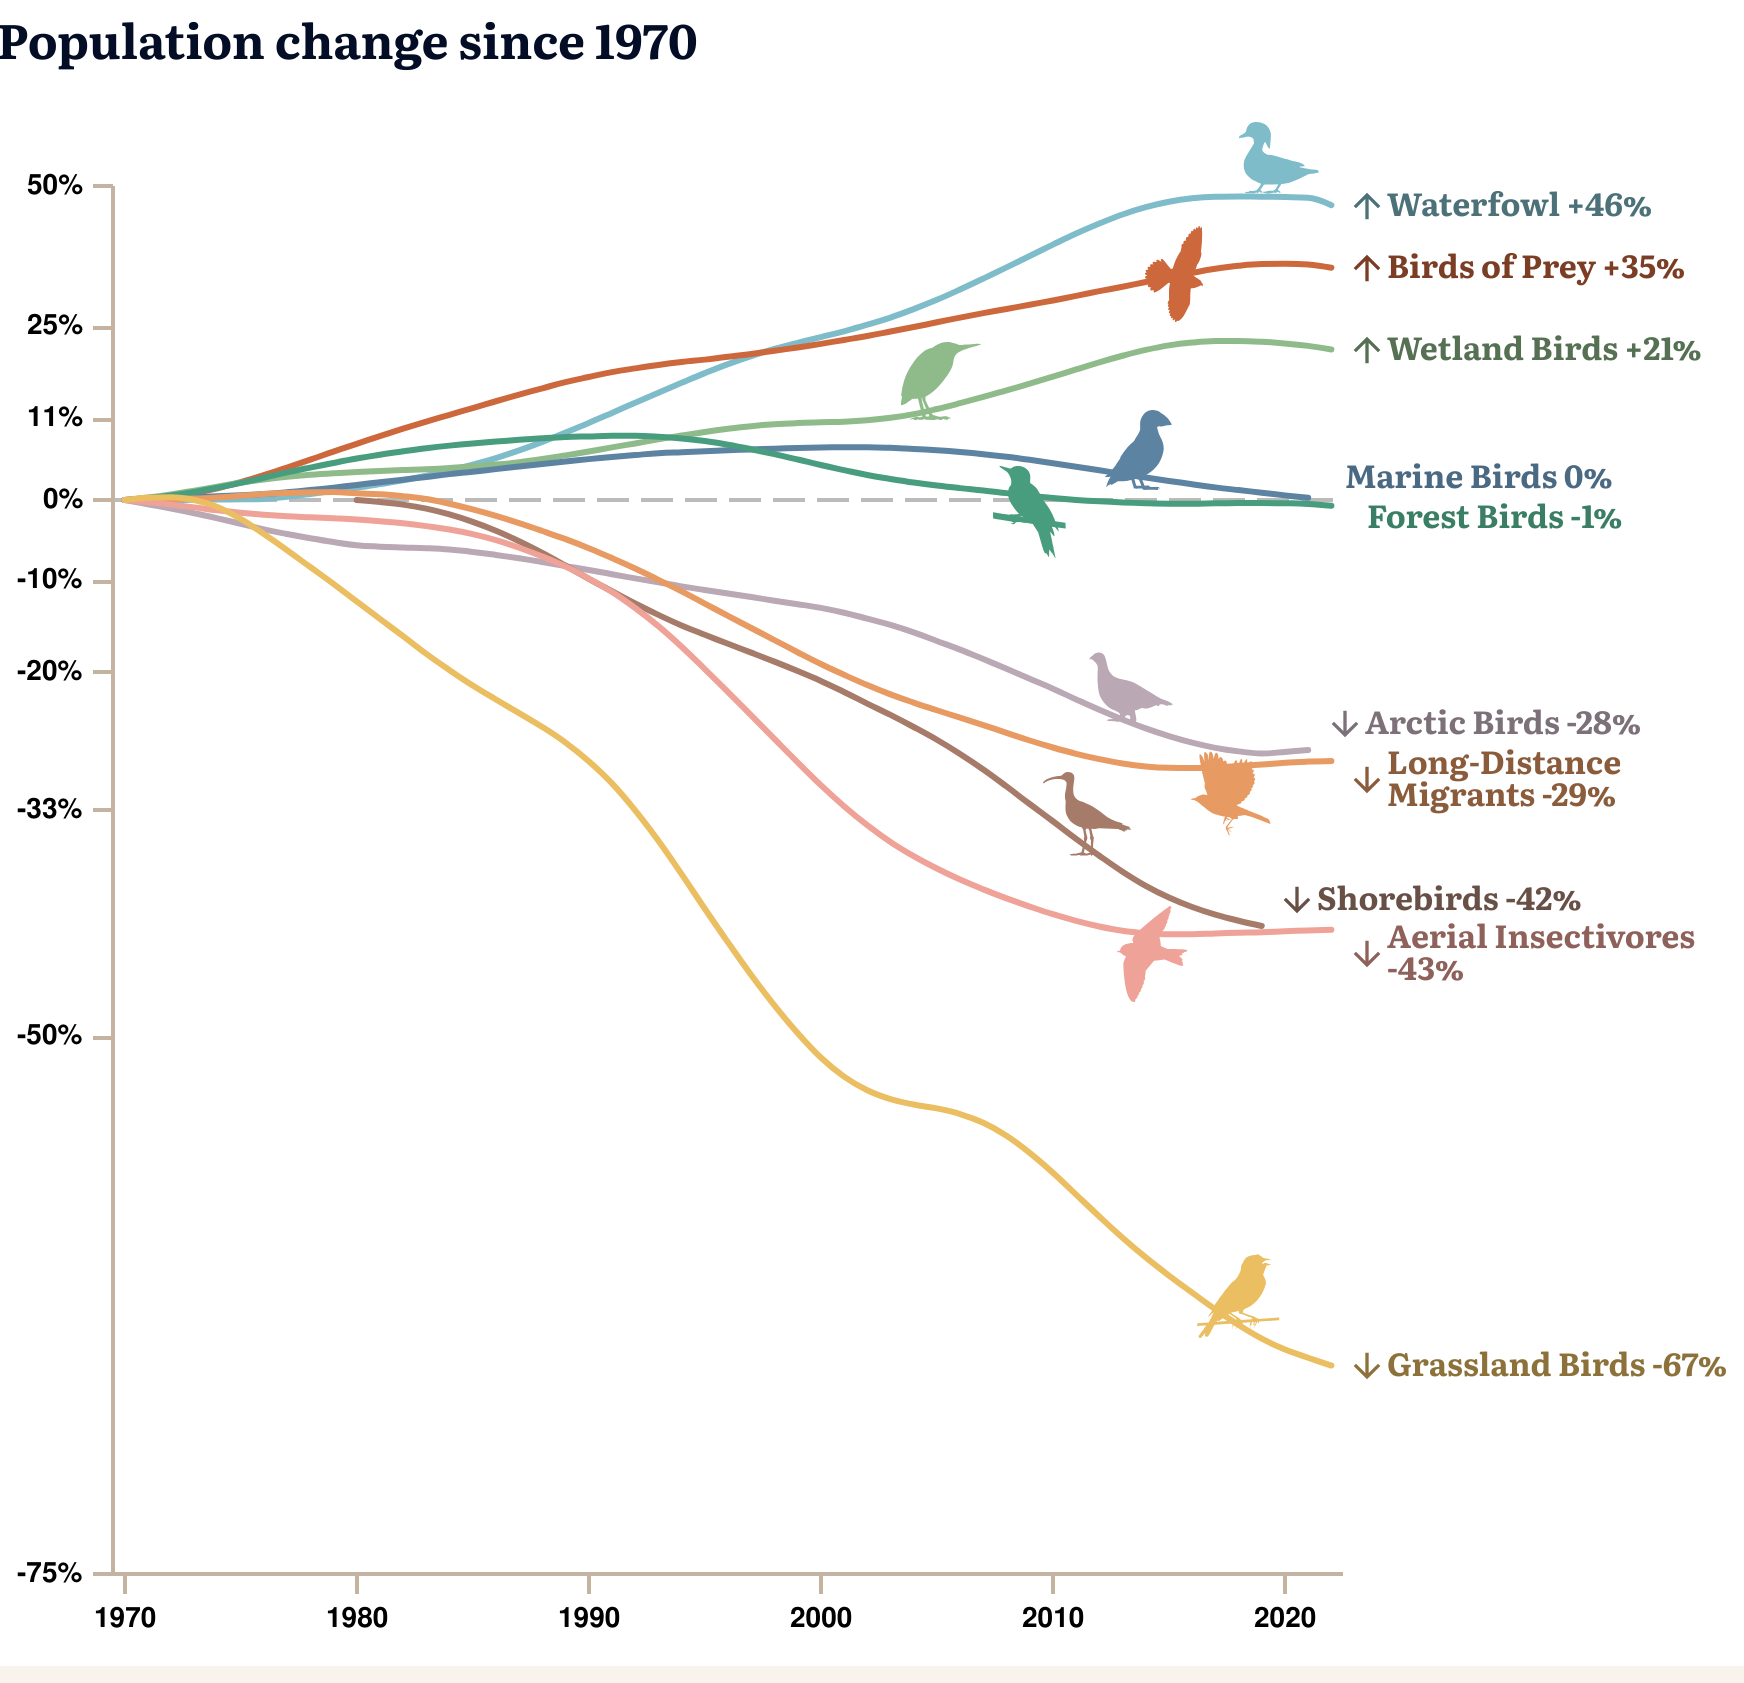 Population change since 1970
50%
25%
11%
0%
-10%
-20%
-33%
-50%
-75%
1970 1980 1990 2000 2010 2020
↑ Waterfowl +46%
↑ Birds of Prey +35%
↑ Wetland Birds +21%
Marine Birds 0%
Forest Birds -1%
↓ Arctic Birds -28%
↓ Long-Distance
Migrants -29%
↓ Shorebirds -42%
↓ Aerial Insectivores
-43%
↓ Grassland Birds -67%